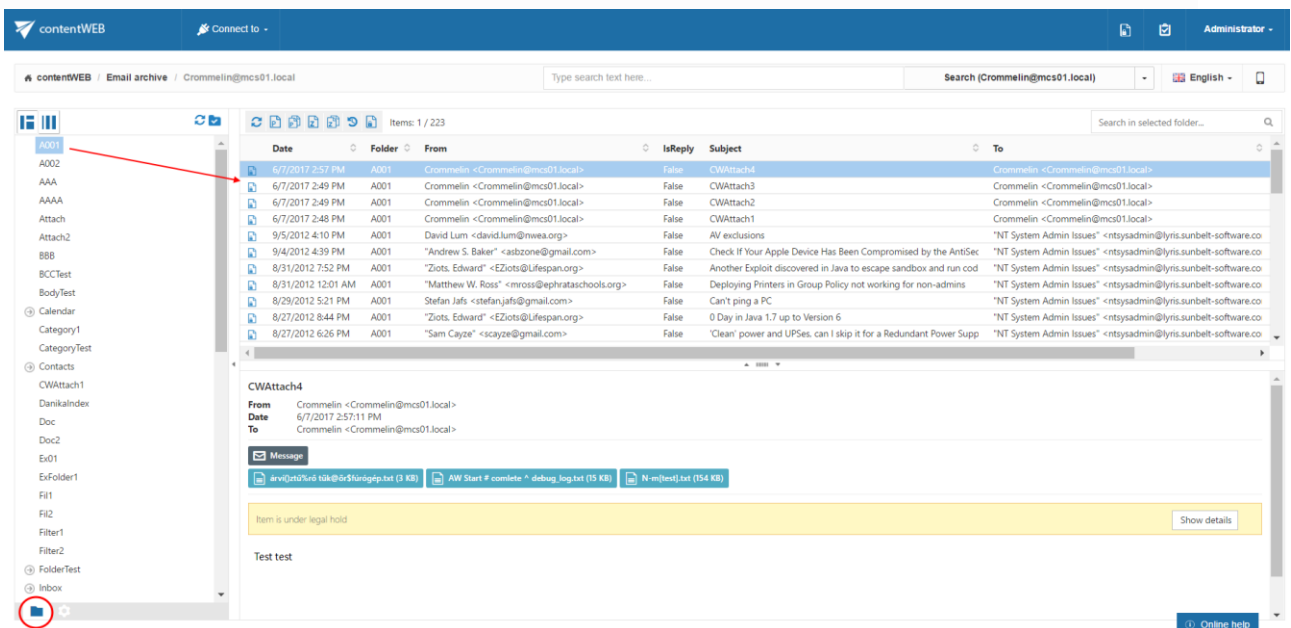 contentWEB Connect to Administrator
contentWEB / Email archive / Crommelin@mcs01.local Type search text here... Search (Crommelin@mcs01.local) English
Items: 1 / 223 Search in selected folder...
A001
A002
AAA
AAAA
Attach
Attach2
BBB
BCCTest
BodyTest
Calendar
Category1
CategoryTest
Contacts
CWAttach1
DanikaIndex
Doc
Doc2
Ex01
ExFolder1
Fil1
Fil2
Filter1
Filter2
FolderTest
Inbox
Date Folder From IsReply Subject To
6/7/2017 2:57 PM A001 Crommelin <Crommelin@mcs01.local> False CWAttach4 Crommelin <Crommelin@mcs01.local>
6/7/2017 2:49 PM A001 Crommelin <Crommelin@mcs01.local> False CWAttach3 Crommelin <Crommelin@mcs01.local>
6/7/2017 2:49 PM A001 Crommelin <Crommelin@mcs01.local> False CWAttach2 Crommelin <Crommelin@mcs01.local>
6/7/2017 2:48 PM A001 Crommelin <Crommelin@mcs01.local> False CWAttach1 Crommelin <Crommelin@mcs01.local>
9/5/2012 4:10 PM A001 David Lum <david.lum@nwea.org> False AV exclusions "NT System Admin Issues" <ntsysadmin@lyris.sunbelt-software.co
9/4/2012 4:39 PM A001 "Andrew S. Baker" <asbzone@gmail.com> False Check If Your Apple Device Has Been Compromised by the AntiSec "NT System Admin Issues" <ntsysadmin@lyris.sunbelt-software.co
8/31/2012 7:52 PM A001 "Ziots, Edward" <EZiots@Lifespan.org> False Another Exploit discovered in Java to escape sandbox and run cod "NT System Admin Issues" <ntsysadmin@lyris.sunbelt-software.co
8/31/2012 12:01 AM A001 "Matthew W. Ross" <mross@ephrataschools.org> False Deploying Printers in Group Policy not working for non-admins "NT System Admin Issues" <ntsysadmin@lyris.sunbelt-software.co
8/29/2012 5:21 PM A001 Stefan Jafs <stefan.jafs@gmail.com> False Can't ping a PC "NT System Admin Issues" <ntsysadmin@lyris.sunbelt-software.co
8/27/2012 8:44 PM A001 "Ziots, Edward" <EZiots@Lifespan.org> False 0 Day in Java 1.7 up to Version 6 "NT System Admin Issues" <ntsysadmin@lyris.sunbelt-software.co
8/27/2012 6:26 PM A001 "Sam Cayze" <scayze@gmail.com> False 'Clean' power and UPSes, can I skip it for a Redundant Power Supp "NT System Admin Issues" <ntsysadmin@lyris.sunbelt-software.co
CWAttach4
From Crommelin <Crommelin@mcs01.local>
Date 6/7/2017 2:57:11 PM
To Crommelin <Crommelin@mcs01.local>
Message
árví()ztű%rő tük@ör$fúrógép.txt (3 KB) AW Start # comlete ^ debug_log.txt (15 KB) N-m[test].txt (154 KB)
Item is under legal hold Show details
Test test
Online help